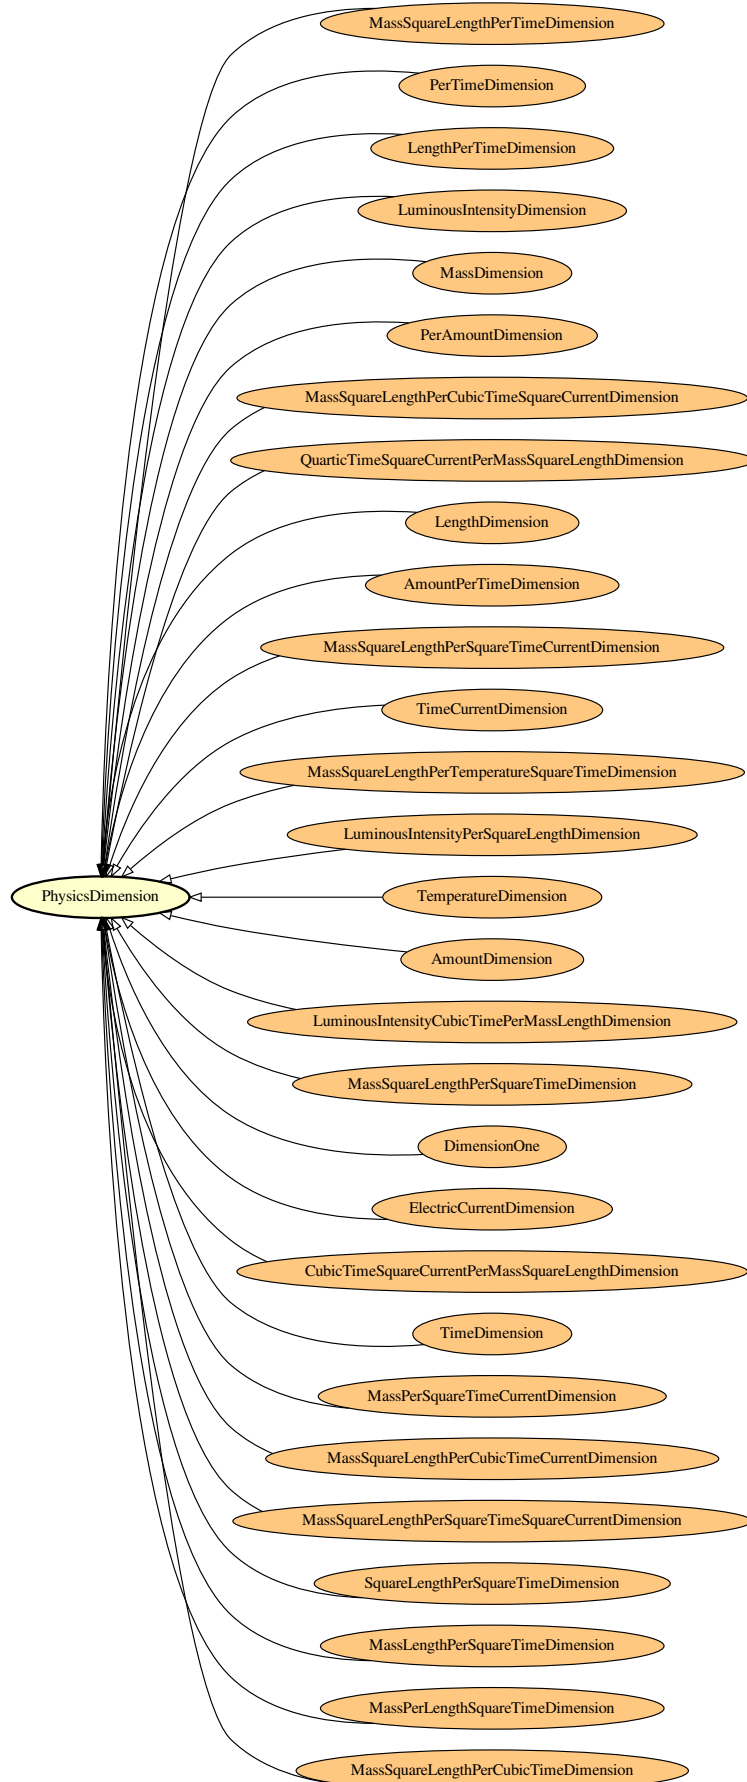 MassSquareLengthPerTimeDimension
PerTimeDimension
LengthPerTimeDimension
LuminousIntensityDimension
MassDimension
PerAmountDimension
MassSquareLengthPerCubicTimeSquareCurrentDimension
QuarticTimeSquareCurrentPerMassSquareLengthDimension
LengthDimension
AmountPerTimeDimension
MassSquareLengthPerSquareTimeCurrentDimension
TimeCurrentDimension
MassSquareLengthPerTemperatureSquareTimeDimension
LuminousIntensityPerSquareLengthDimension
PhysicsDimension
TemperatureDimension
AmountDimension
LuminousIntensityCubicTimePerMassLengthDimension
MassSquareLengthPerSquareTimeDimension
DimensionOne
ElectricCurrentDimension
CubicTimeSquareCurrentPerMassSquareLengthDimension
TimeDimension
MassPerSquareTimeCurrentDimension
MassSquareLengthPerCubicTimeCurrentDimension
MassSquareLengthPerSquareTimeSquareCurrentDimension
SquareLengthPerSquareTimeDimension
MassLengthPerSquareTimeDimension
MassPerLengthSquareTimeDimension
MassSquareLengthPerCubicTimeDimension